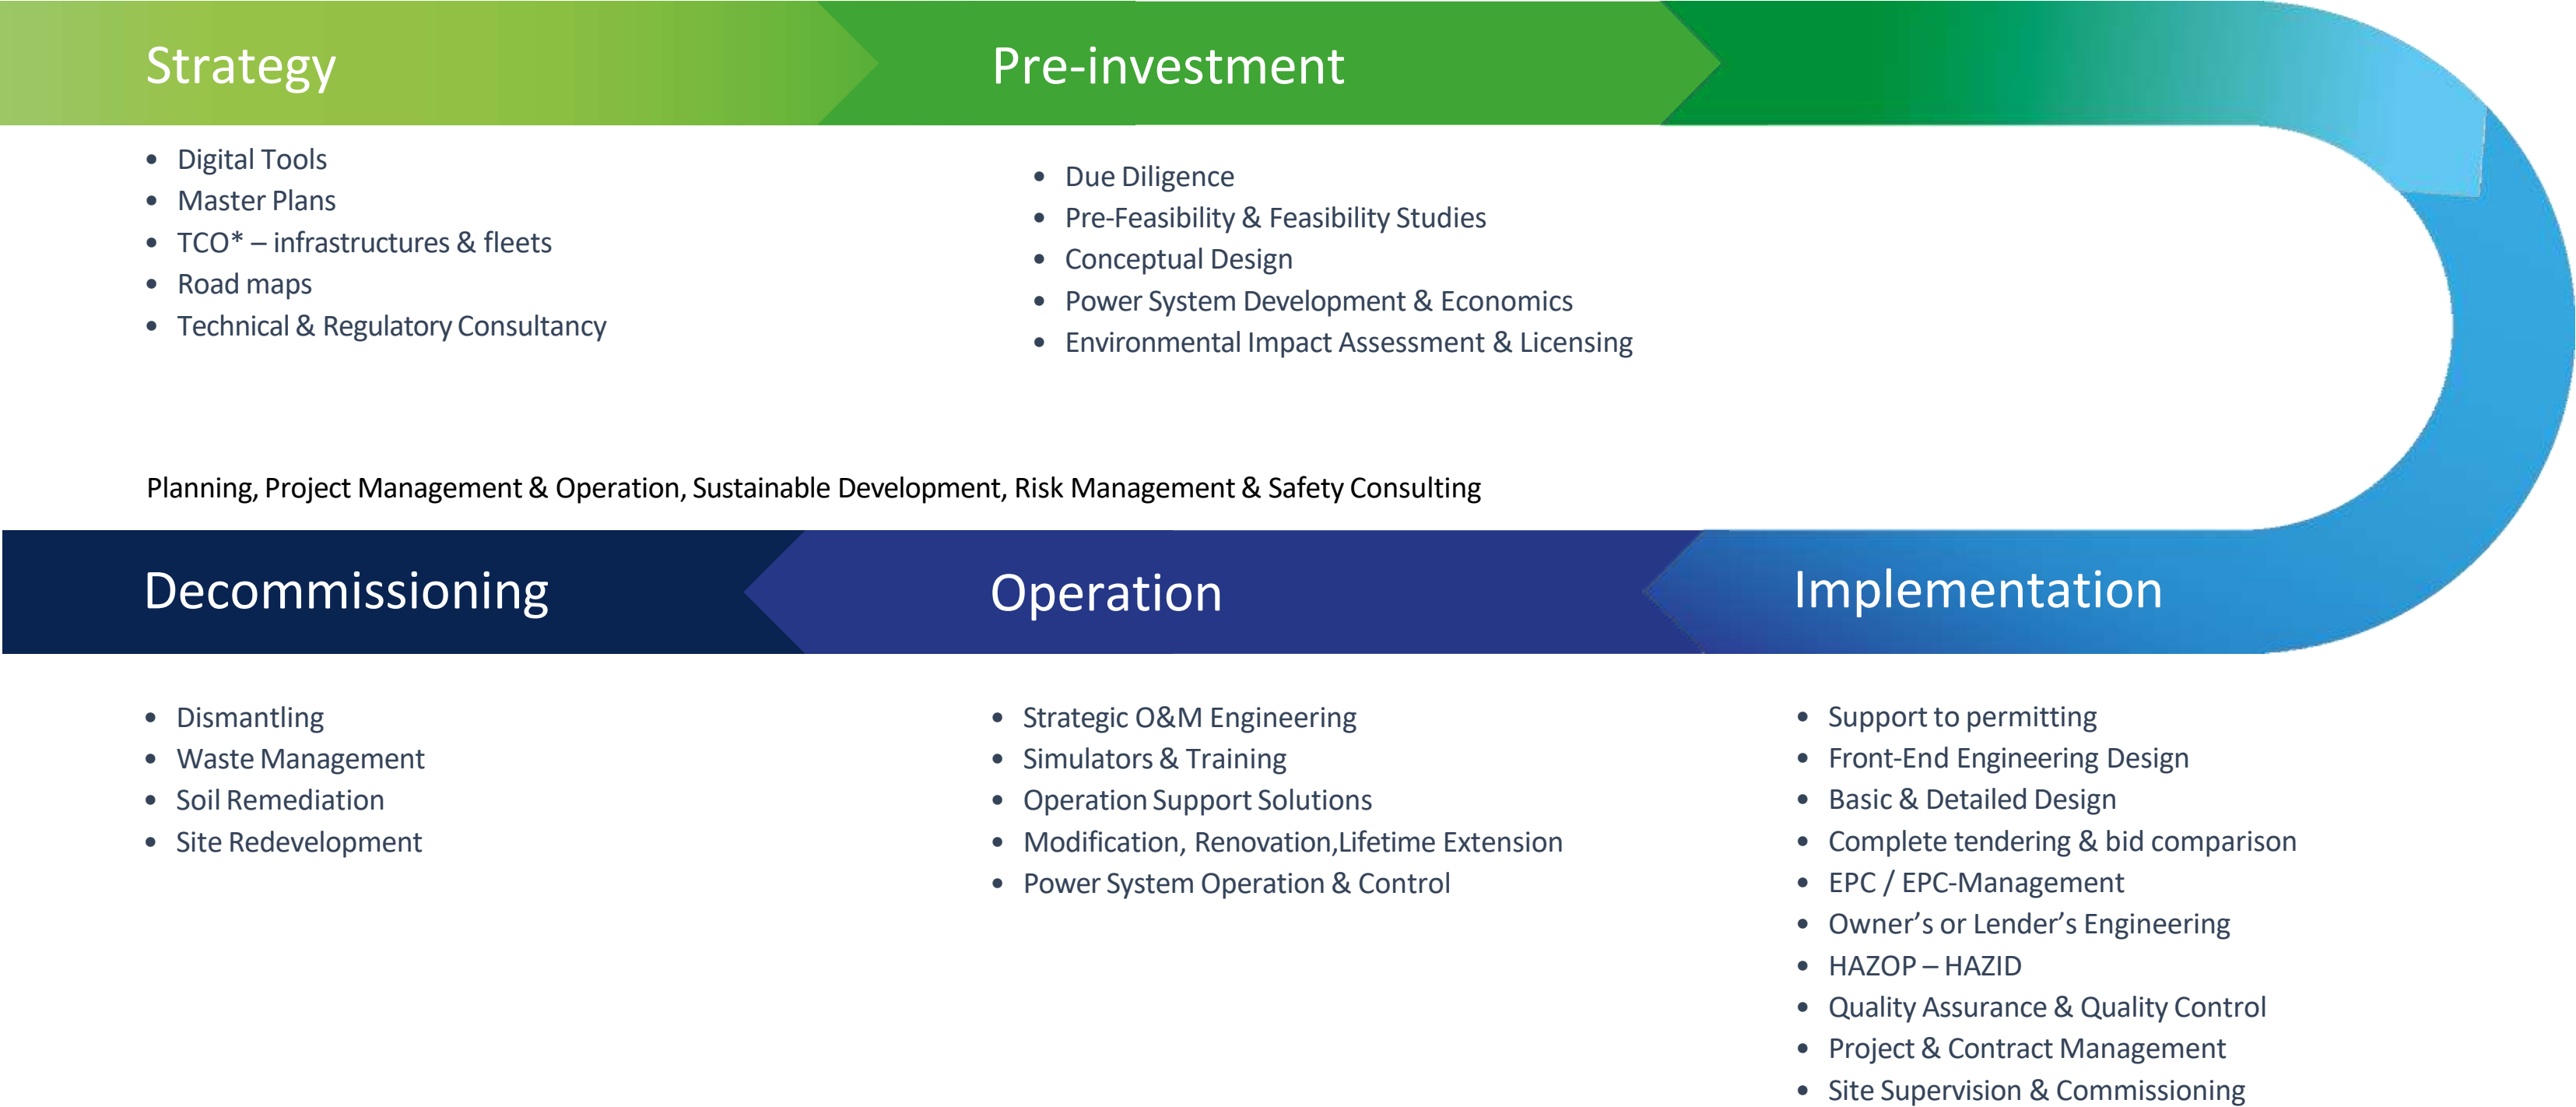 Strategy
• Digital Tools
• Master Plans
• TCO* – infrastructures & fleets
• Road maps
• Technical & Regulatory Consultancy
Pre-investment
• Due Diligence
• Pre-Feasibility & Feasibility Studies
• Conceptual Design
• Power System Development & Economics
• Environmental Impact Assessment & Licensing
Planning, Project Management & Operation, Sustainable Development, Risk Management & Safety Consulting
Implementation
• Support to permitting
• Front-End Engineering Design
• Basic & Detailed Design
• Complete tendering & bid comparison
• EPC / EPC-Management
• Owner’s or Lender’s Engineering
• HAZOP – HAZID
• Quality Assurance & Quality Control
• Project & Contract Management
• Site Supervision & Commissioning
Operation
• Strategic O&M Engineering
• Simulators & Training
• Operation Support Solutions
• Modification, Renovation,Lifetime Extension
• Power System Operation & Control
Decommissioning
• Dismantling
• Waste Management
• Soil Remediation
• Site Redevelopment